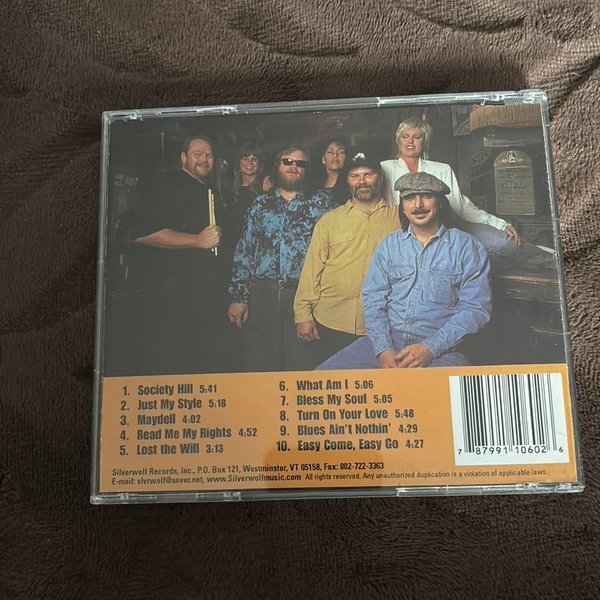 1. Society Hill 5:41
2. Just My Style 5:18
3. Maydell 4:02
4. Read Me My Rights 4:52
5. Lost the Will 3:13
6. What Am I 5:06
7. Bless My Soul 5:05
8. Turn On Your Love 5:48
9. Blues Ain't Nothin' 4:29
10. Easy Come, Easy Go 4:27
7 87991 10602 6
Silverwolf Records, Inc., P.O. Box 121, Westminster, VT 05158, Fax: 802-722-3363
E-mail: slvrwolf@sover.net, www.Silverwolfmusic.com All rights reserved. Any unauthorized duplication is a violation of applicable laws.